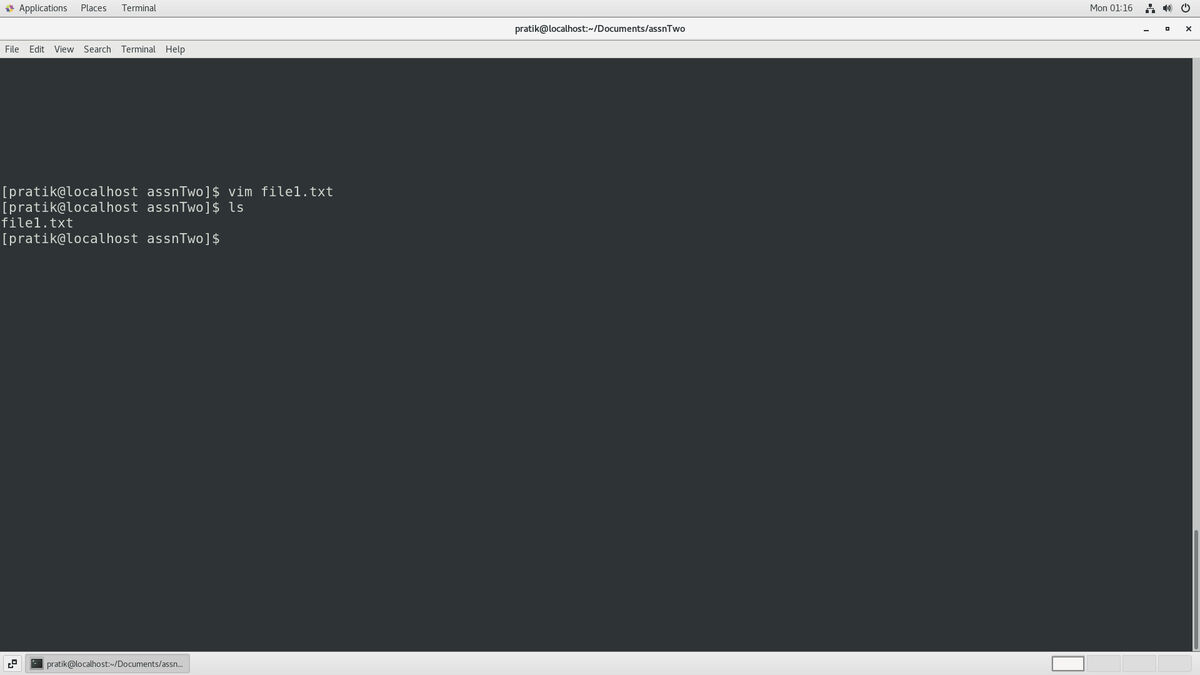 Applications Places Terminal Mon 01:16
pratik@localhost:~/Documents/assnTwo
File Edit View Search Terminal Help
[pratik@localhost assnTwo]$ vim file1.txt
[pratik@localhost assnTwo]$ ls
file1.txt
[pratik@localhost assnTwo]$
pratik@localhost:~/Documents/assn...